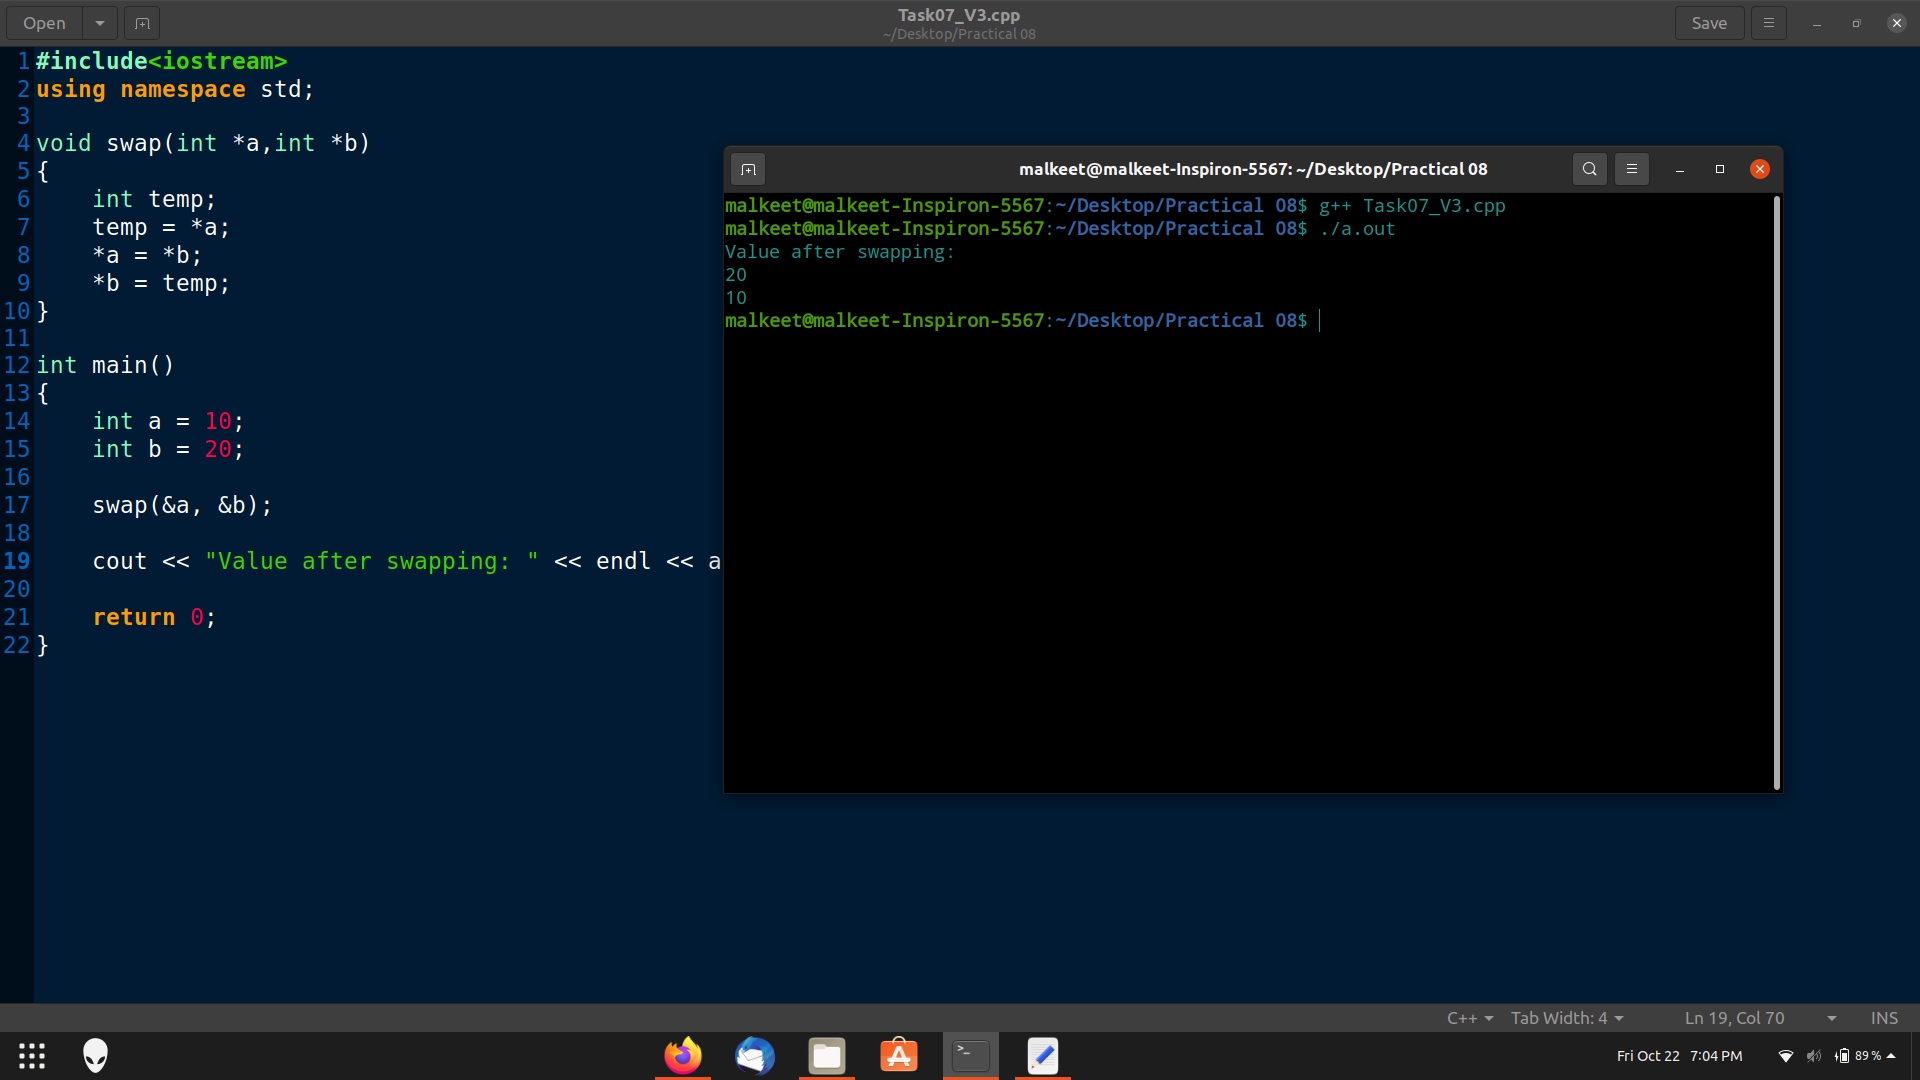 Open
Task07_V3.cpp
~/Desktop/Practical 08
Save
1 #include<iostream>
2 using namespace std;
3
4 void swap(int *a,int *b)
5 {
6     int temp;
7     temp = *a;
8     *a = *b;
9     *b = temp;
10 }
11
12 int main()
13 {
14     int a = 10;
15     int b = 20;
16
17     swap(&a, &b);
18
19     cout << "Value after swapping: " << endl << a
20
21     return 0;
22 }
malkeet@malkeet-Inspiron-5567: ~/Desktop/Practical 08
malkeet@malkeet-Inspiron-5567:~/Desktop/Practical 08$ g++ Task07_V3.cpp
malkeet@malkeet-Inspiron-5567:~/Desktop/Practical 08$ ./a.out
Value after swapping:
20
10
malkeet@malkeet-Inspiron-5567:~/Desktop/Practical 08$
C++ Tab Width: 4 Ln 19, Col 70 INS
Fri Oct 22 7:04 PM 89 %